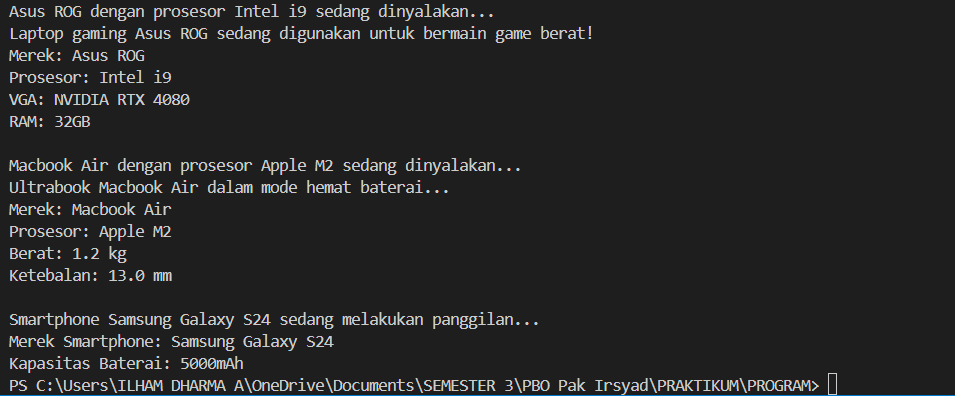 Asus ROG dengan prosesor Intel i9 sedang dinyalakan...
Laptop gaming Asus ROG sedang digunakan untuk bermain game berat!
Merek: Asus ROG
Prosesor: Intel i9
VGA: NVIDIA RTX 4080
RAM: 32GB
Macbook Air dengan prosesor Apple M2 sedang dinyalakan...
Ultrabook Macbook Air dalam mode hemat baterai...
Merek: Macbook Air
Prosesor: Apple M2
Berat: 1.2 kg
Ketebalan: 13.0 mm
Smartphone Samsung Galaxy S24 sedang melakukan panggilan...
Merek Smartphone: Samsung Galaxy S24
Kapasitas Baterai: 5000mAh
PS C:\Users\ILHAM DHARMA A\OneDrive\Documents\SEMESTER 3\PBO Pak Irsyad\PRAKTIKUM\PROGRAM>